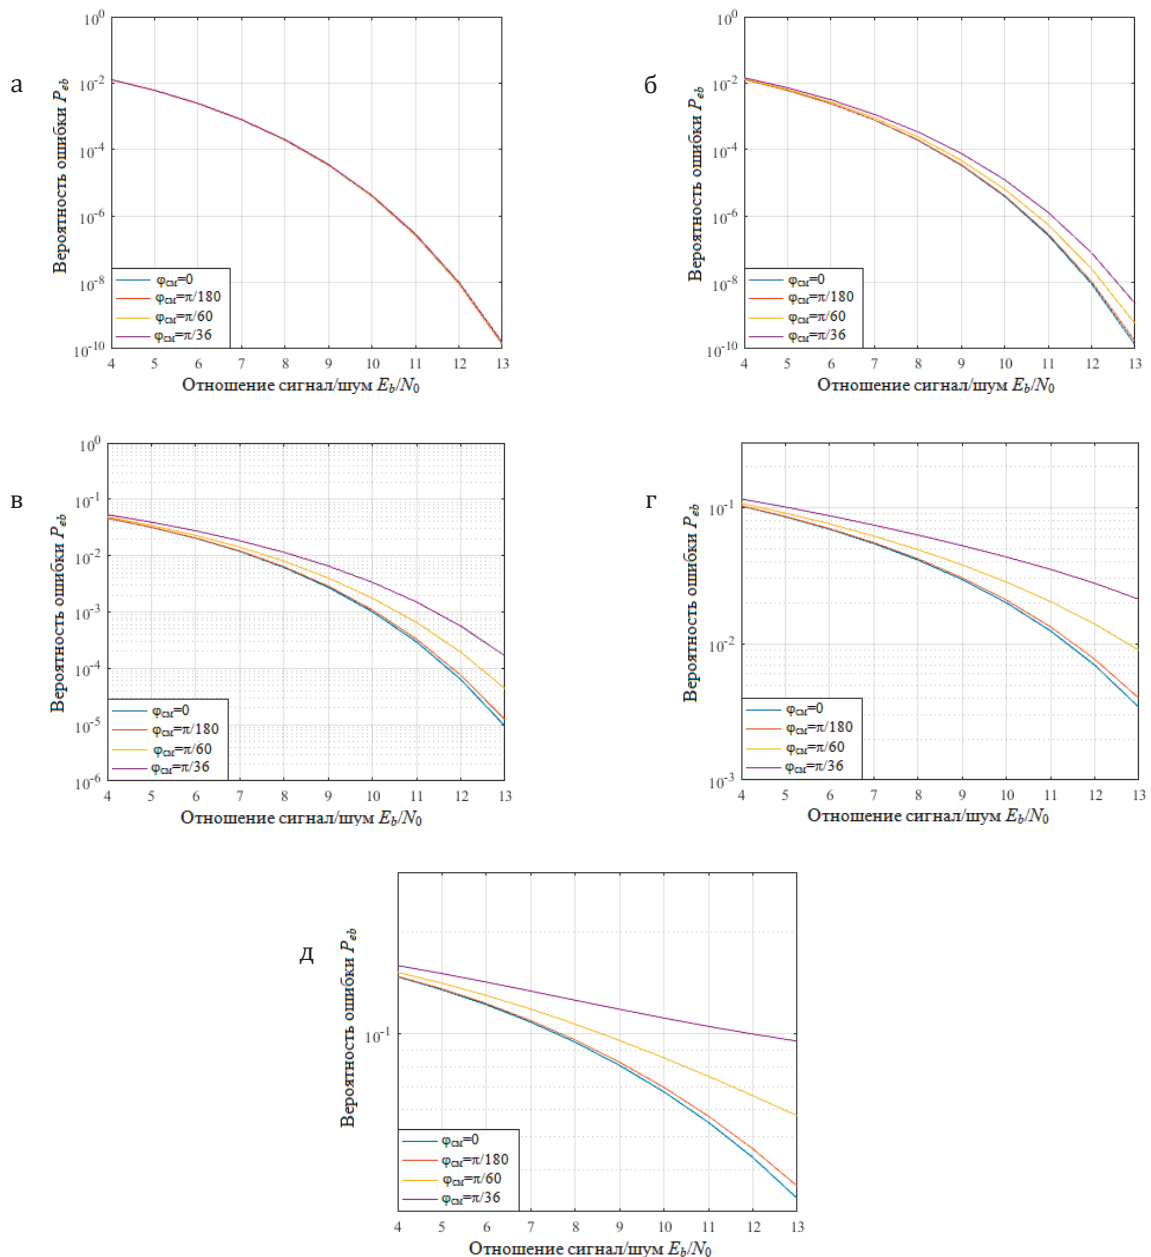 а
Вероятность ошибки P_eb
10^0
10^-2
10^-4
10^-6
10^-8
10^-10
φ_см=0
φ_см=π/180
φ_см=π/60
φ_см=π/36
4 5 6 7 8 9 10 11 12 13
Отношение сигнал/шум E_b/N_0
б
Вероятность ошибки P_eb
10^0
10^-2
10^-4
10^-6
10^-8
10^-10
φ_см=0
φ_см=π/180
φ_см=π/60
φ_см=π/36
4 5 6 7 8 9 10 11 12 13
Отношение сигнал/шум E_b/N_0
в
Вероятность ошибки P_eb
10^0
10^-1
10^-2
10^-3
10^-4
10^-5
10^-6
φ_см=0
φ_см=π/180
φ_см=π/60
φ_см=π/36
4 5 6 7 8 9 10 11 12 13
Отношение сигнал/шум E_b/N_0
г
Вероятность ошибки P_eb
10^-1
10^-2
10^-3
φ_см=0
φ_см=π/180
φ_см=π/60
φ_см=π/36
4 5 6 7 8 9 10 11 12 13
Отношение сигнал/шум E_b/N_0
д
Вероятность ошибки P_eb
10^-1
φ_см=0
φ_см=π/180
φ_см=π/60
φ_см=π/36
4 5 6 7 8 9 10 11 12 13
Отношение сигнал/шум E_b/N_0